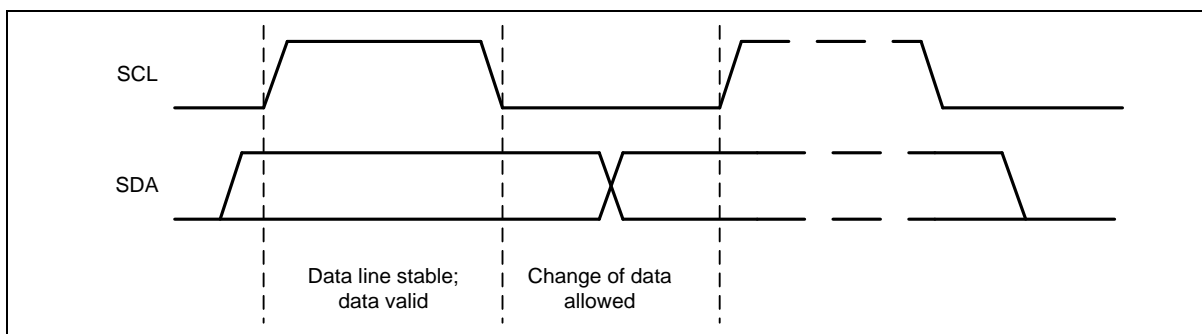 SCL
SDA
Data line stable;
data valid
Change of data
allowed